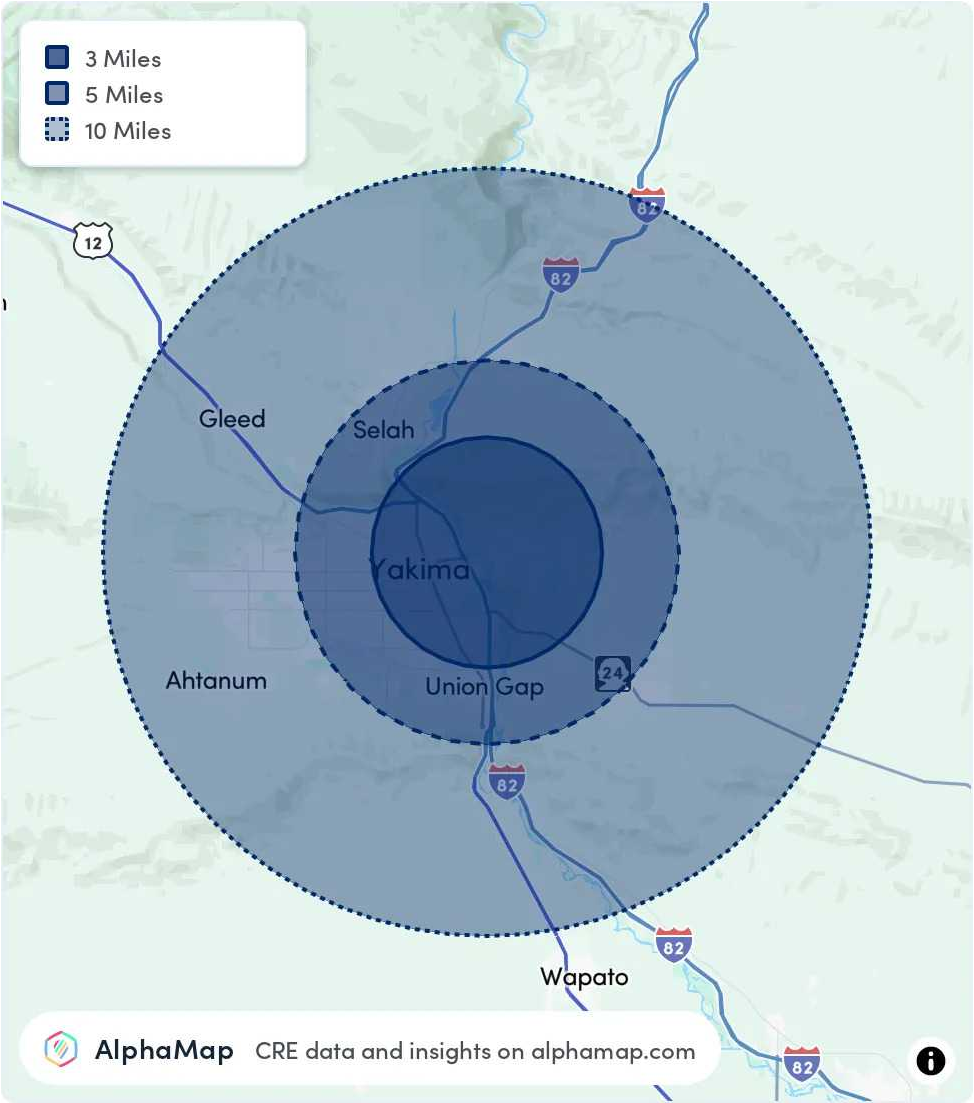 3 Miles
5 Miles
10 Miles
82
12
82
Gleed
Selah
Yakima
24
Ahtanum
Union Gap
82
82
Wapato
AlphaMap CRE data and insights on alphamap.com
82